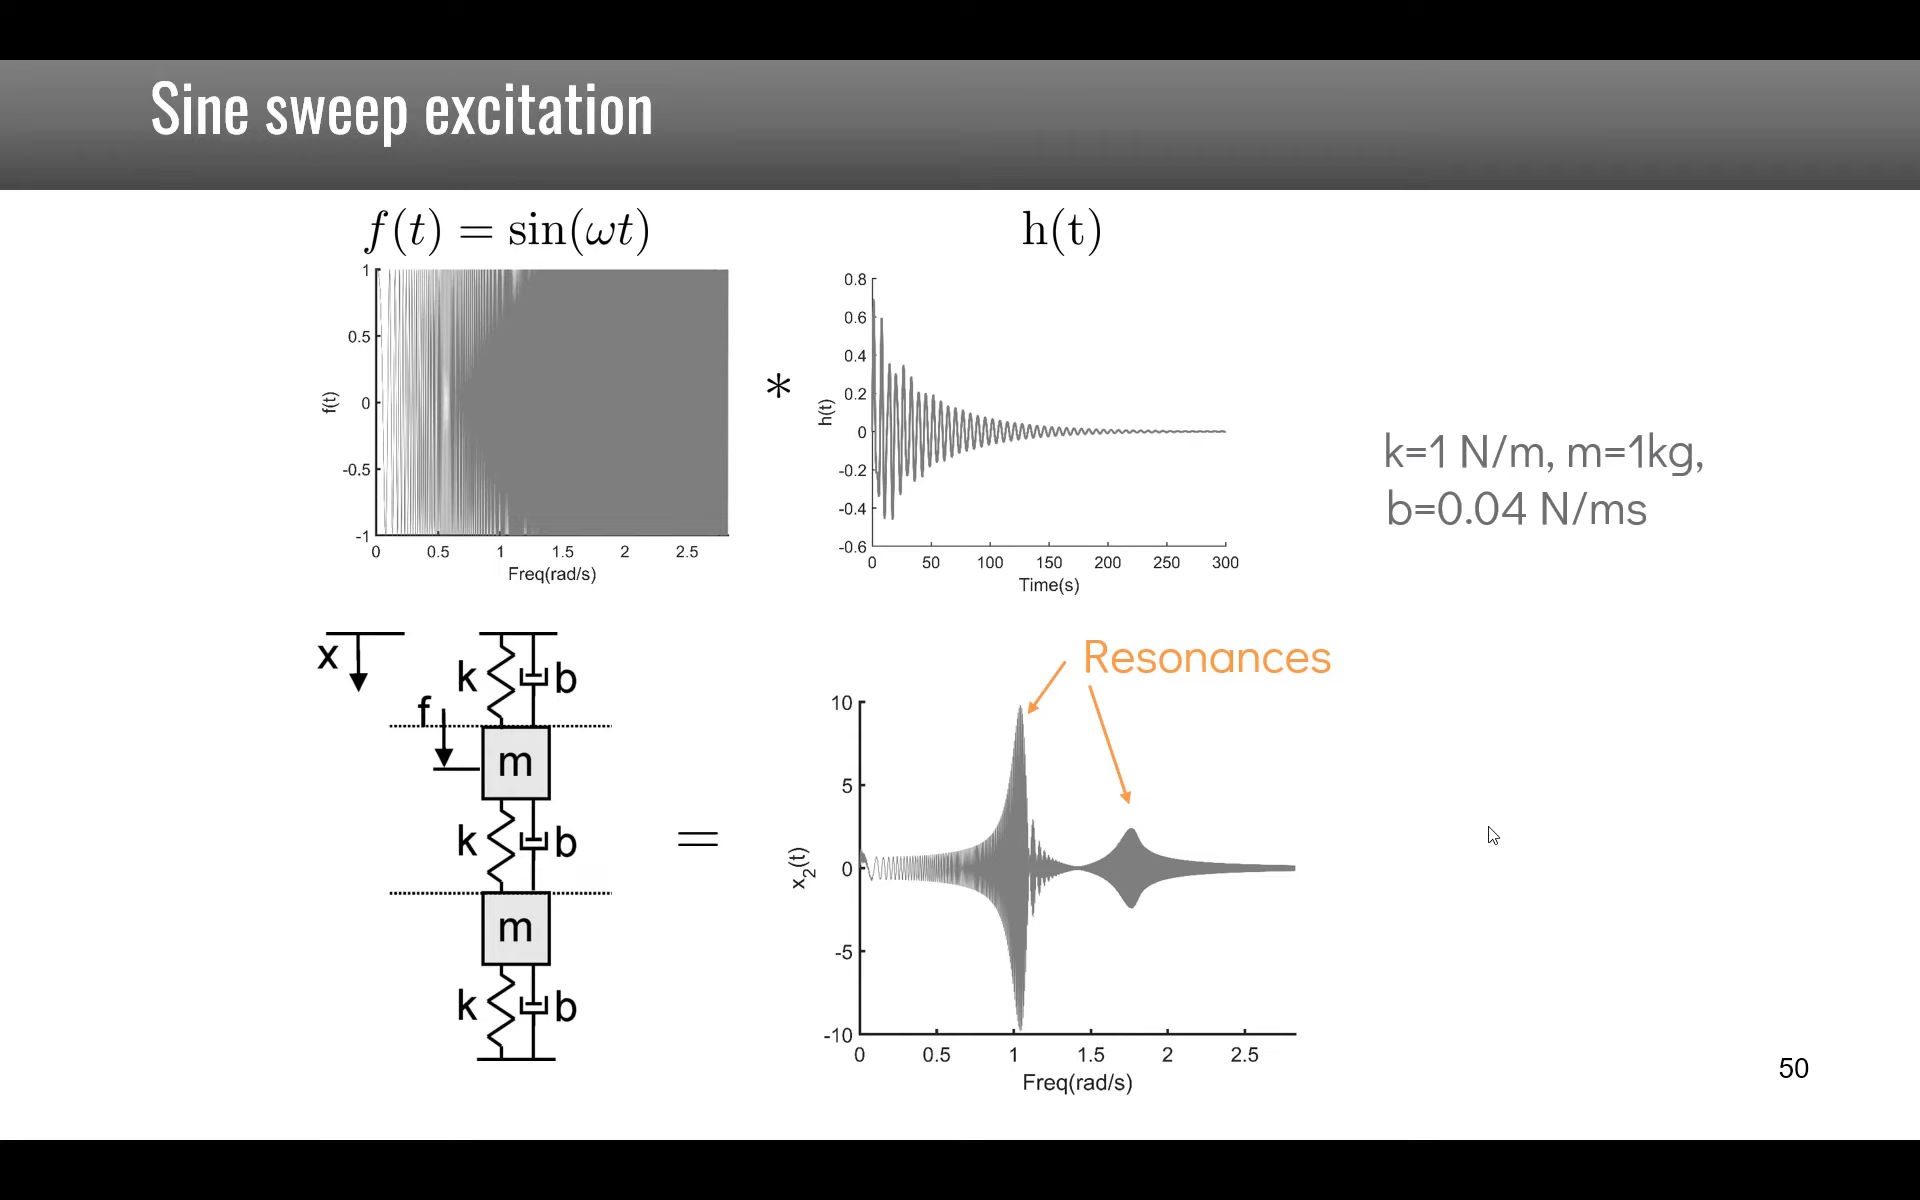 Sine sweep excitation
f(t) = sin(ωt)
h(t)
1
0.5
0
-0.5
-1
f(t)
0 0.5 1 1.5 2 2.5
Freq(rad/s)
*
0.8
0.6
0.4
0.2
0
-0.2
-0.4
-0.6
h(t)
0 50 100 150 200 250 300
Time(s)
k=1 N/m, m=1kg,
b=0.04 N/ms
x
k b
f
m
k b
m
k b
=
Resonances
10
5
0
-5
-10
x₂(t)
0 0.5 1 1.5 2 2.5
Freq(rad/s)
50